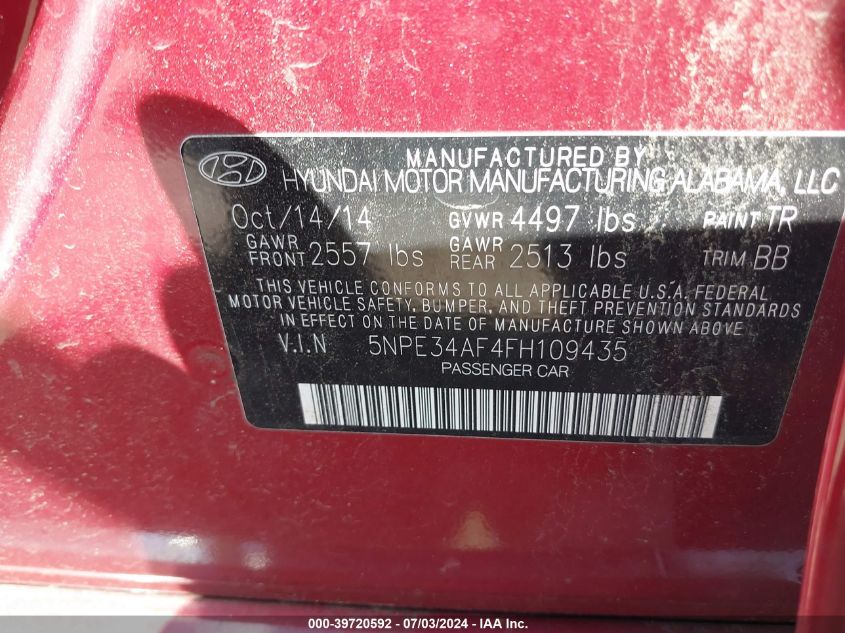 MANUFACTURED BY
HYUNDAI MOTOR MANUFACTURING ALABAMA, LLC
Oct/14/14 GVWR 4497 lbs PAINT TR
GAWR FRONT 2557 lbs GAWR REAR 2513 lbs TRIM BB
THIS VEHICLE CONFORMS TO ALL APPLICABLE U.S.A. FEDERAL
MOTOR VEHICLE SAFETY, BUMPER, AND THEFT PREVENTION STANDARDS
IN EFFECT ON THE DATE OF MANUFACTURE SHOWN ABOVE
V.I.N 5NPE34AF4FH109435
PASSENGER CAR
000-39720592 - 07/03/2024 - IAA Inc.